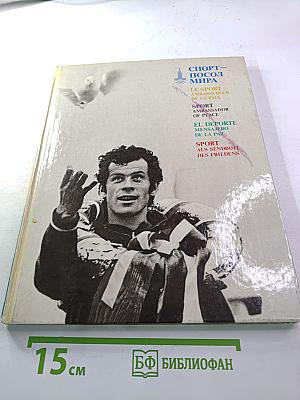 СПОРТ—
ПОСОЛ
МИРА
LE SPORT
AMBASSADEUR
DE LA PAIX
SPORT
AMBASSADOR
OF PEACE
EL DEPORTE
MENSAJERO
DE LA PAZ
SPORT
ALS SENDBOTE
DES FRIEDENS
15 см
БФ БИБЛИОФАН